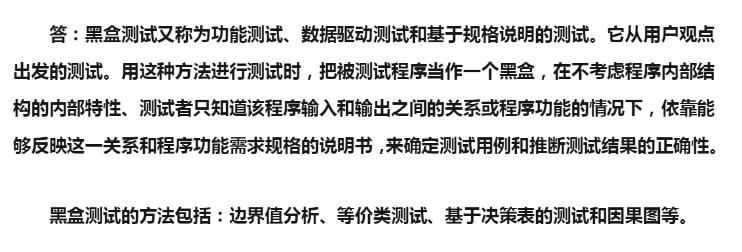 答：黑盒测试又称为功能测试、数据驱动测试和基于规格说明的测试。它从用户观点
出发的测试。用这种方法进行测试时，把被测试程序当作一个黑盒，在不考虑程序内部结
构的内部特性、测试者只知道该程序输入和输出之间的关系或程序功能的情况下，依靠能
够反映这一关系和程序功能需求规格的说明书，来确定测试用例和推断测试结果的正确性。
黑盒测试的方法包括：边界值分析、等价类测试、基于决策表的测试和因果图等。